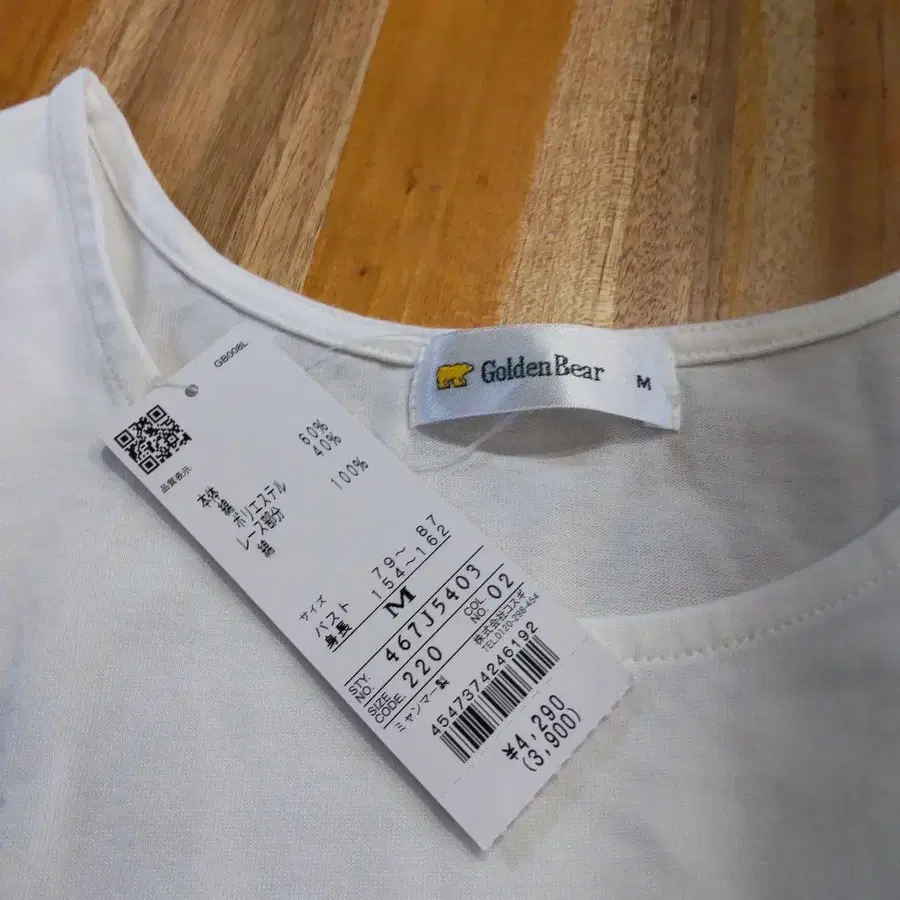 Golden Bear M
GB008L
品質表示
本体
綿 60%
ポリエステル 40%
レース部分
綿 100%
サイズ
バスト 79～87
身長 154～162
M
STY. NO. 467J5403
SIZE CODE. 220 COL NO. 02
ミャンマー製 株式会社コスギ
TEL.0120-298-454
4547374246192
¥4,290
(3,900)